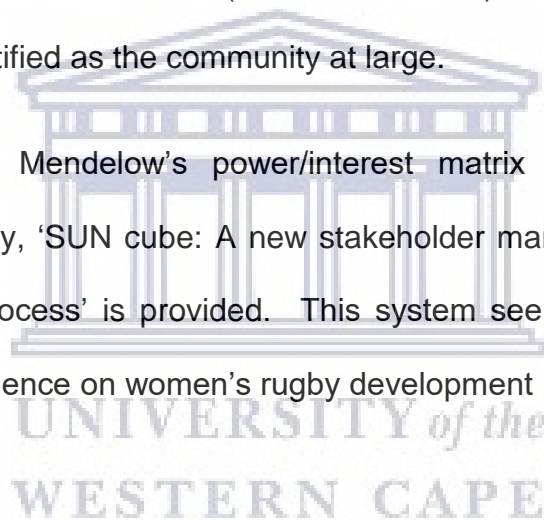 tified as the community at large.
Mendelow’s power/interest matrix
y, ‘SUN cube: A new stakeholder mar
ocess’ is provided. This system see
ence on women’s rugby development
UNIVERSITY of the
WESTERN CAPE